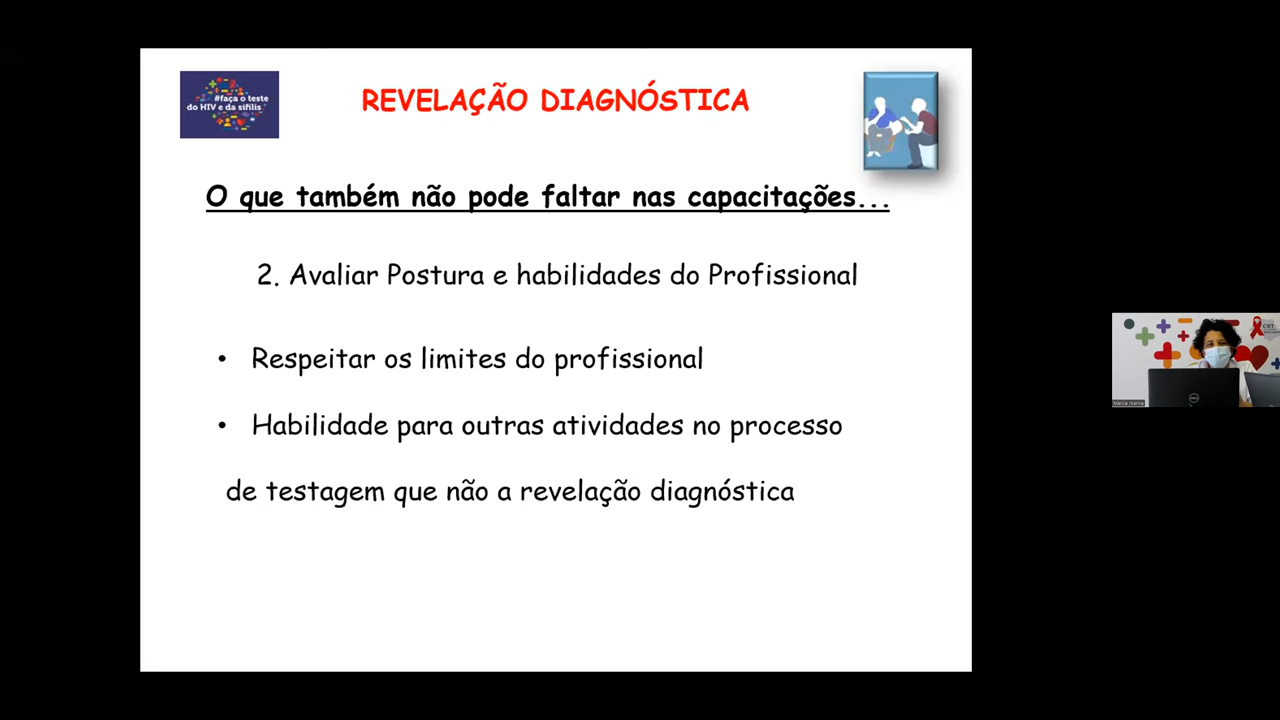 #faça o teste
do HIV e da sífilis
REVELAÇÃO DIAGNÓSTICA
O que também não pode faltar nas capacitações...
2. Avaliar Postura e habilidades do Profissional
• Respeitar os limites do profissional
• Habilidade para outras atividades no processo
de testagem que não a revelação diagnóstica
CRT